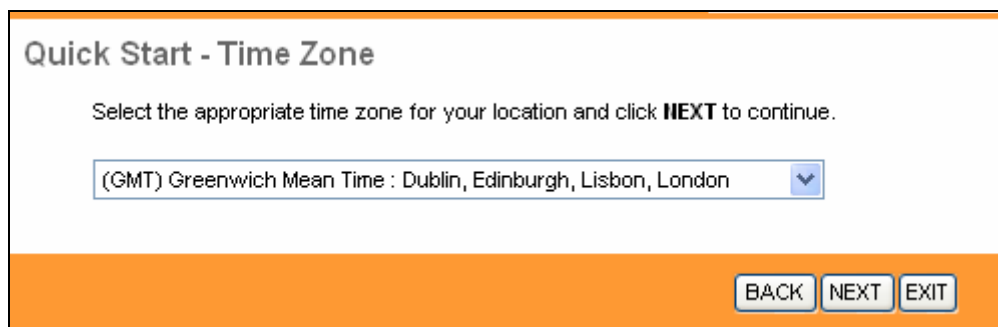 Quick Start - Time Zone
Select the appropriate time zone for your location and click NEXT to continue.
(GMT) Greenwich Mean Time : Dublin, Edinburgh, Lisbon, London
BACK NEXT EXIT